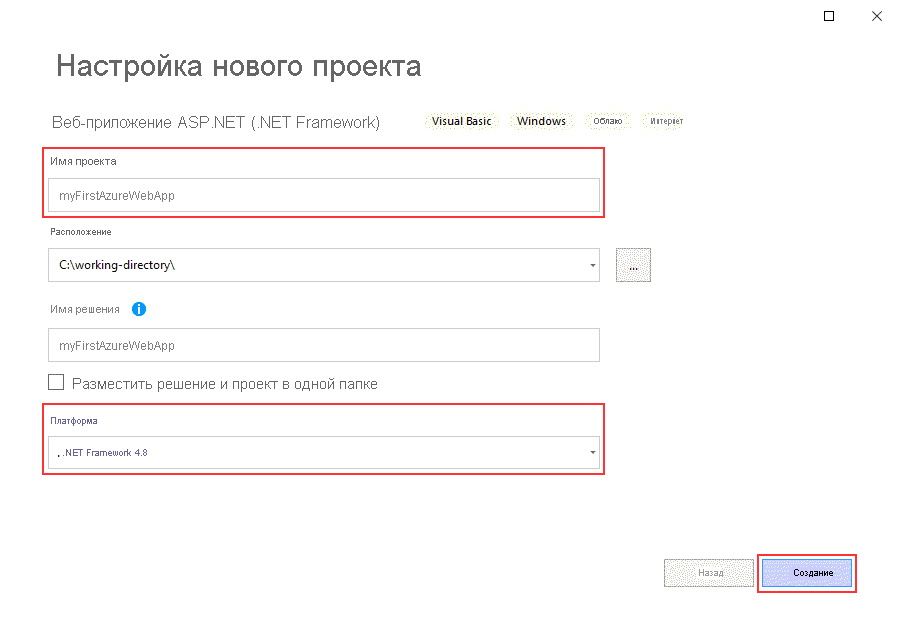 Настройка нового проекта
Веб-приложение ASP.NET (.NET Framework) Visual Basic Windows Облако Интернет
Имя проекта
myFirstAzureWebApp
Расположение
C:\working-directory\
...
Имя решения
myFirstAzureWebApp
Разместить решение и проект в одной папке
Платформа
. .NET Framework 4.8
Назад Создание